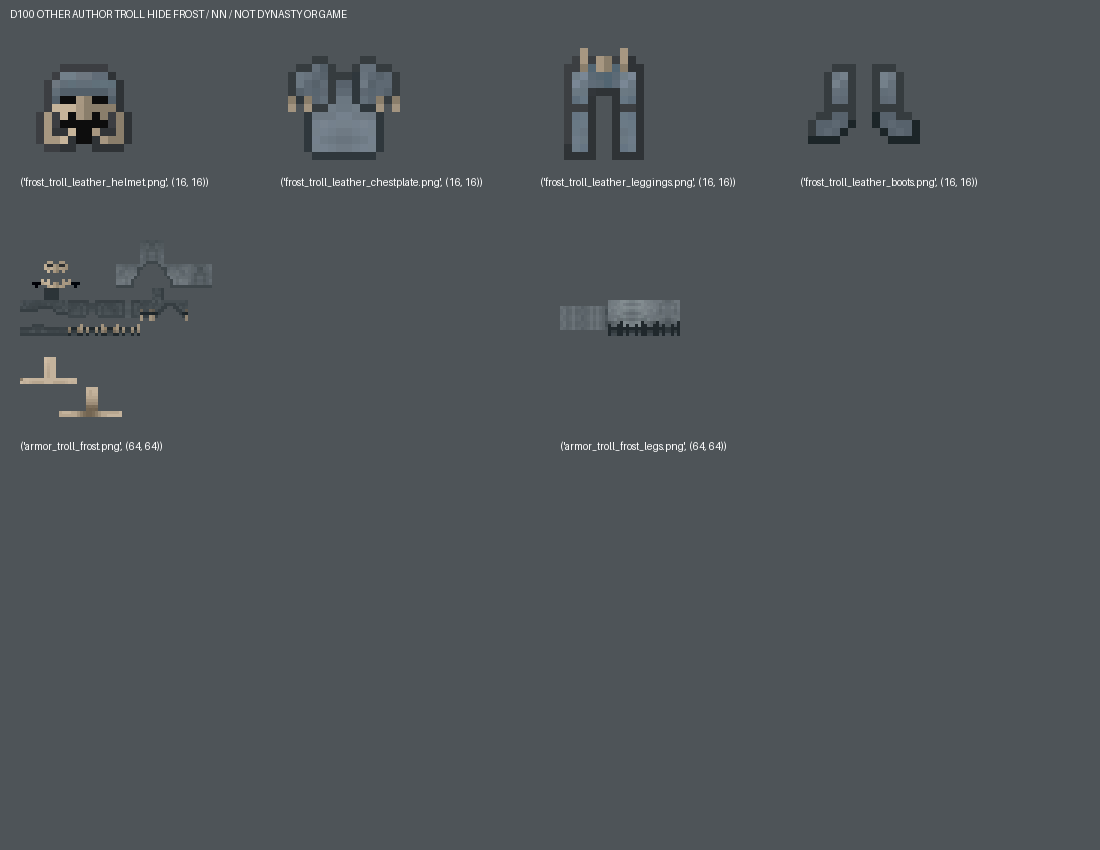 D100 OTHER AUTHOR TROLL HIDE FROST / NN / NOT DYNASTY OR GAME
('frost_troll_leather_helmet.png', (16, 16))
('frost_troll_leather_chestplate.png', (16, 16))
('frost_troll_leather_leggings.png', (16, 16))
('frost_troll_leather_boots.png', (16, 16))
('armor_troll_frost.png', (64, 64))
('armor_troll_frost_legs.png', (64, 64))